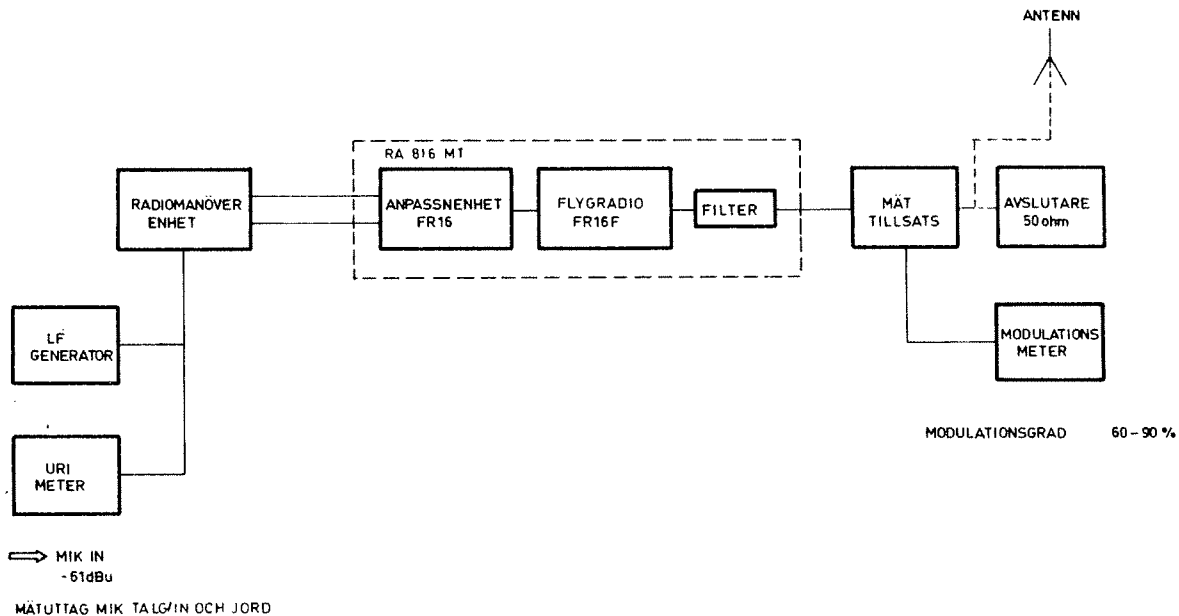 ANTENN
RA 816 MT
RADIOMANÖVER
ENHET
ANPASSNENHET
FR16
FLYGRADIO
FR16F
FILTER
MÄT
TILLSATS
AVSLUTARE
50 ohm
LF
GENERATOR
MODULATIONS
METER
URI
METER
MODULATIONSGRAD 60-90 %
MIK IN
-61dBu
MÄTUTTAG MIK TALG/IN OCH JORD